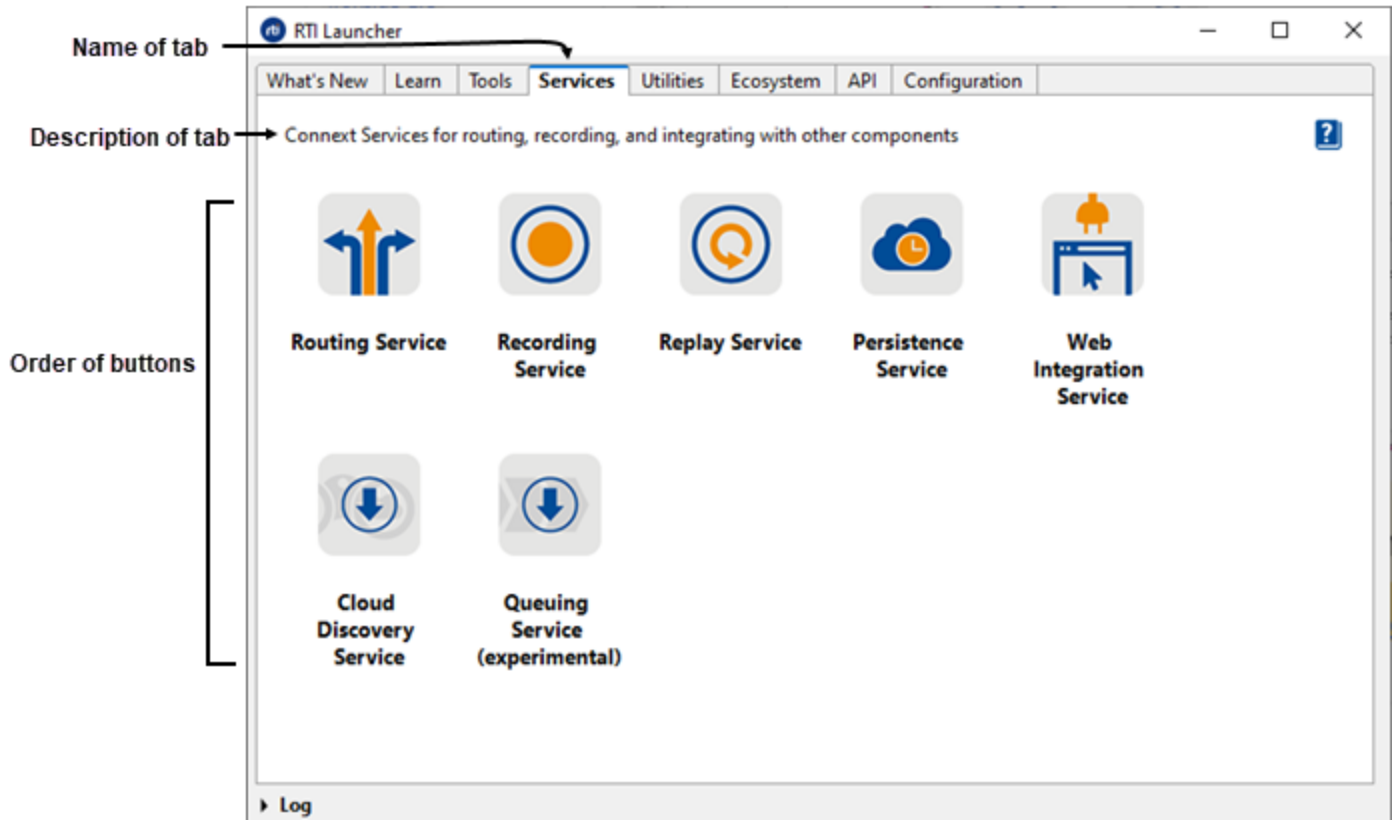 rti RTI Launcher
Name of tab
What's New Learn Tools Services Utilities Ecosystem API Configuration
Description of tab
Connext Services for routing, recording, and integrating with other components
?
Order of buttons
Routing Service
Recording
Service
Replay Service
Persistence
Service
Web
Integration
Service
Cloud
Discovery
Service
Queuing
Service
(experimental)
Log